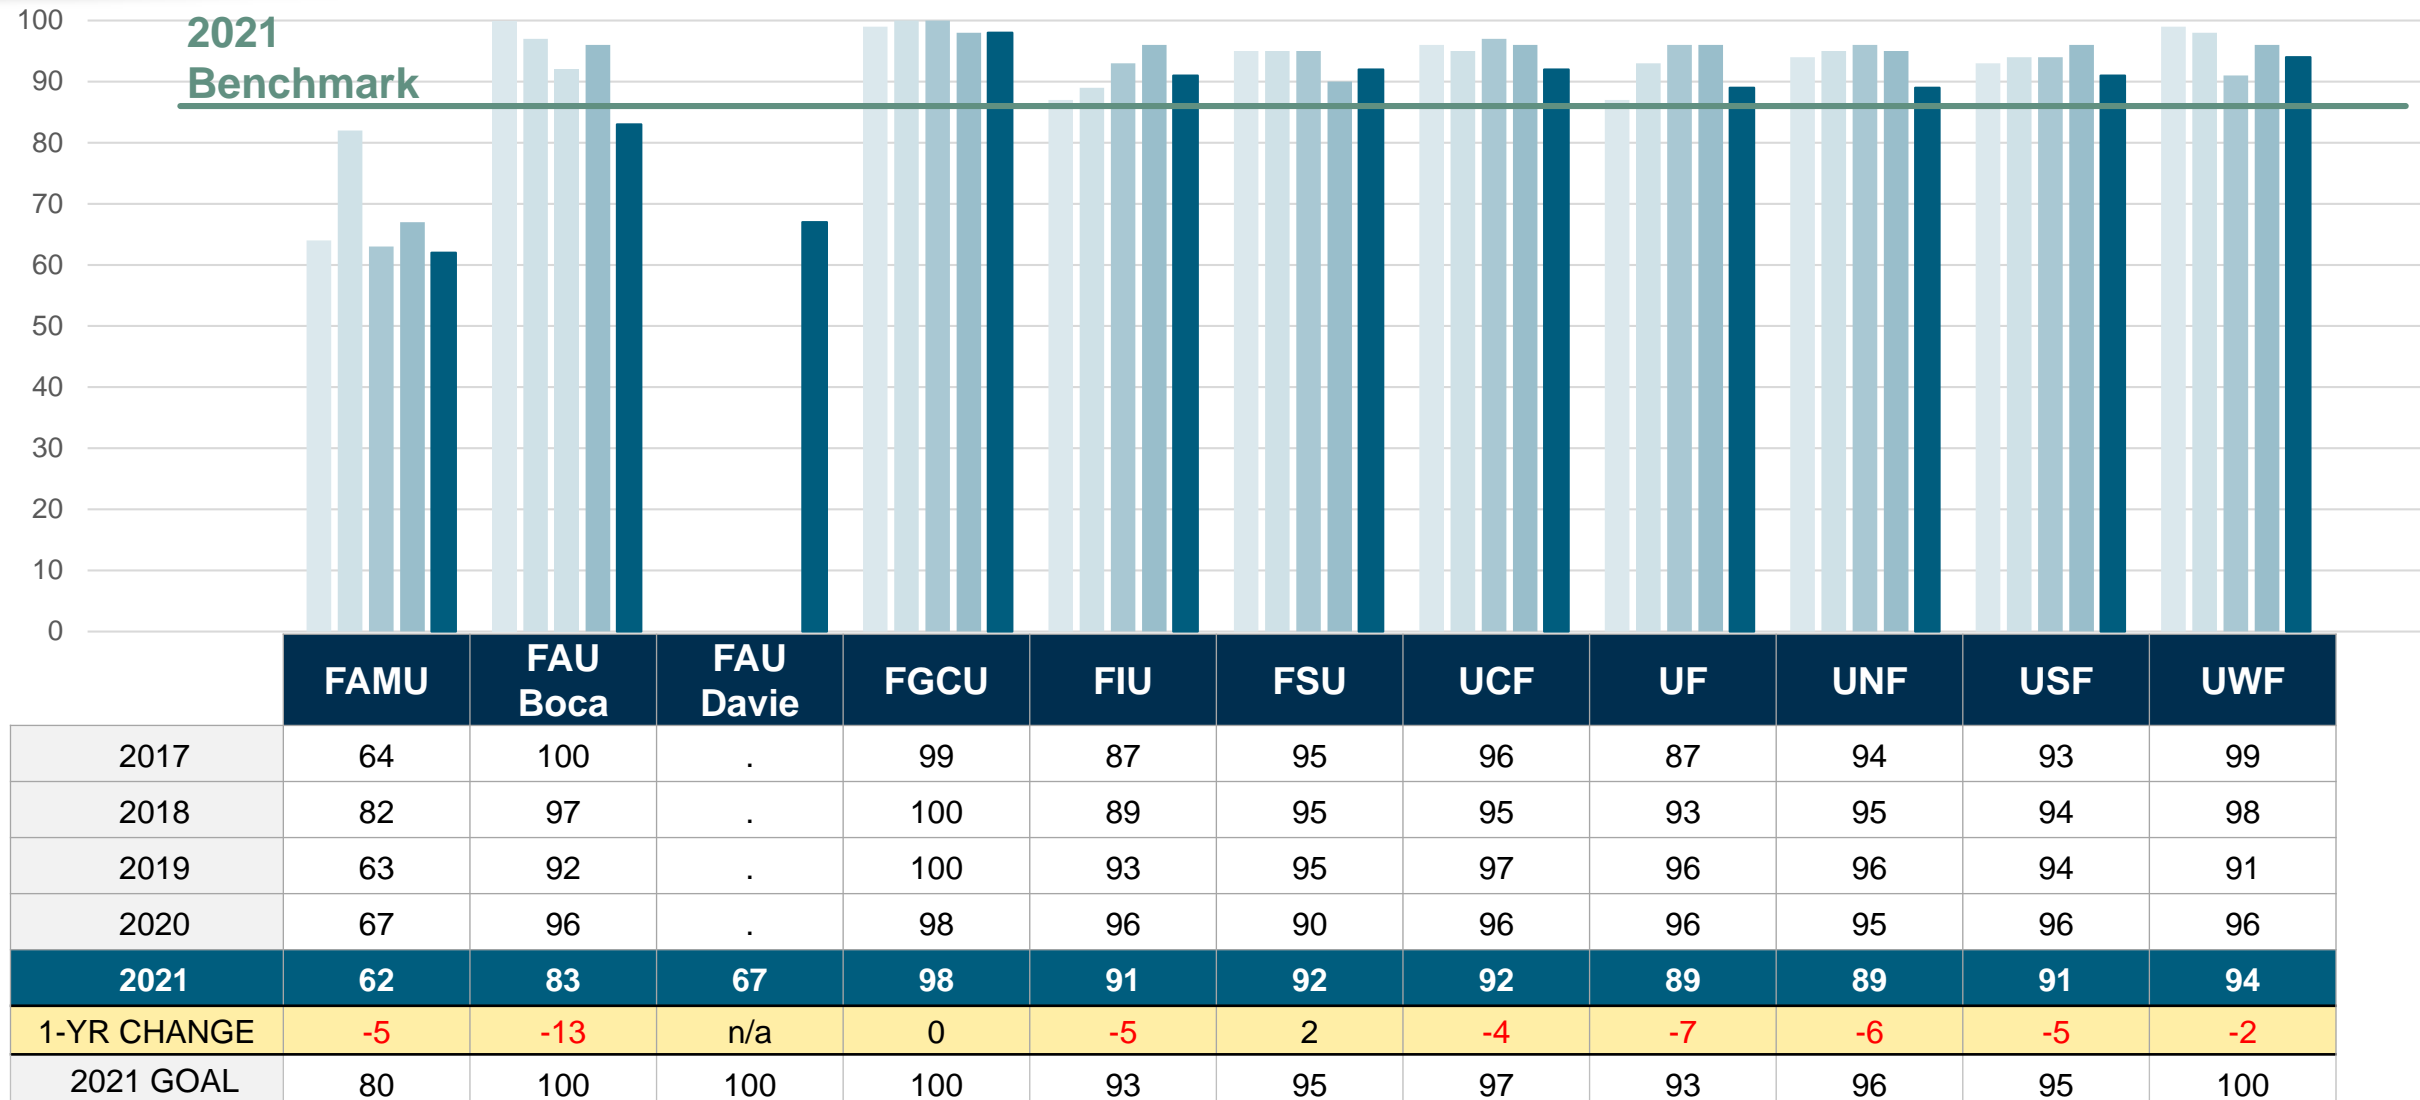 100
2021
Benchmark
90
80
70
60
50
40
30
20
10
0
FAMU FAU Boca FAU Davie FGCU FIU FSU UCF UF UNF USF UWF
2017 64 100 . 99 87 95 96 87 94 93 99
2018 82 97 . 100 89 95 95 93 95 94 98
2019 63 92 . 100 93 95 97 96 96 94 91
2020 67 96 . 98 96 90 96 96 95 96 96
2021 62 83 67 98 91 92 92 89 89 91 94
1-YR CHANGE -5 -13 n/a 0 -5 2 -4 -7 -6 -5 -2
2021 GOAL 80 100 100 100 93 95 97 93 96 95 100